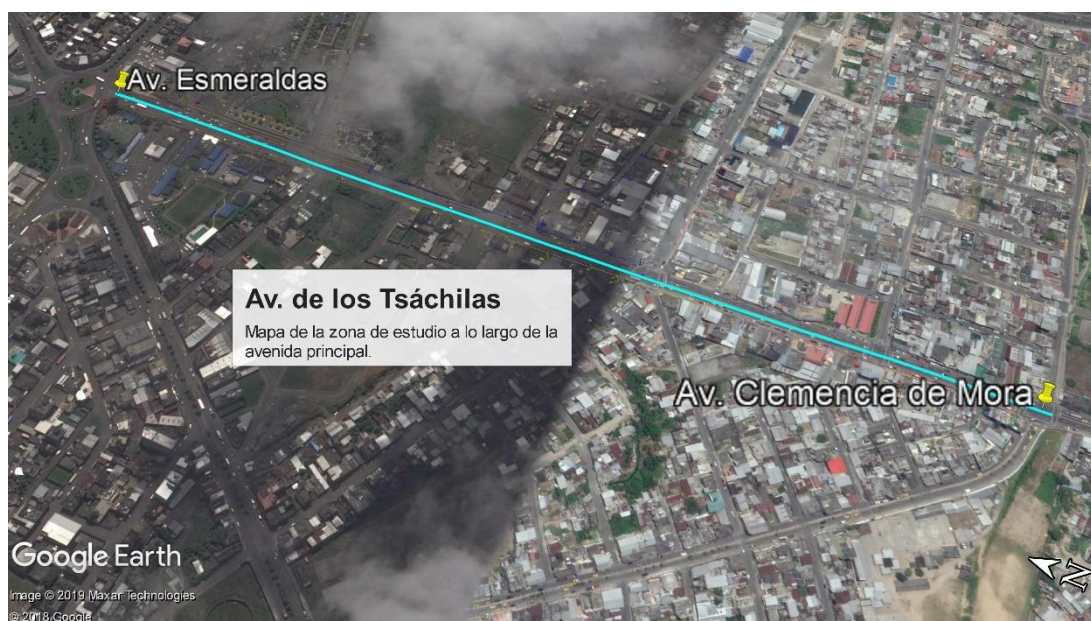 Av. Esmeraldas
Av. de los Tsáchilas
Mapa de la zona de estudio a lo largo de la
avenida principal.
Av. Clemencia de Mora
Google Earth
Image © 2019 Maxar Technologies
© 2018 Google
N